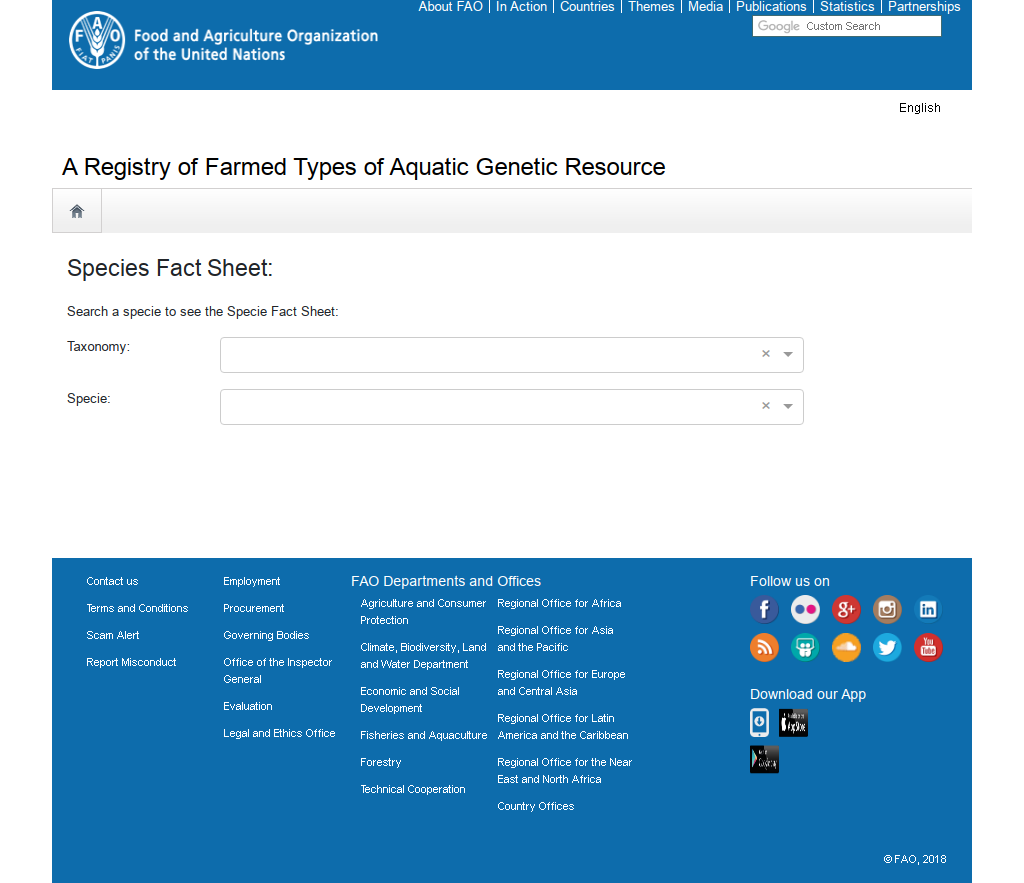 About FAO | In Action | Countries | Themes | Media | Publications | Statistics | Partnerships
Google Custom Search
FAO
FIAT PANIS
Food and Agriculture Organization
of the United Nations
English
A Registry of Farmed Types of Aquatic Genetic Resource
Species Fact Sheet:
Search a specie to see the Specie Fact Sheet:
Taxonomy:
Specie:
Contact us
Terms and Conditions
Scam Alert
Report Misconduct
Employment
Procurement
Governing Bodies
Office of the Inspector
General
Evaluation
Legal and Ethics Office
FAO Departments and Offices
Agriculture and Consumer
Protection
Climate, Biodiversity, Land
and Water Department
Economic and Social
Development
Fisheries and Aquaculture
Forestry
Technical Cooperation
Regional Office for Africa
Regional Office for Asia
and the Pacific
Regional Office for Europe
and Central Asia
Regional Office for Latin
America and the Caribbean
Regional Office for the Near
East and North Africa
Country Offices
Follow us on
You
Tube
Download our App
App Store
© FAO, 2018